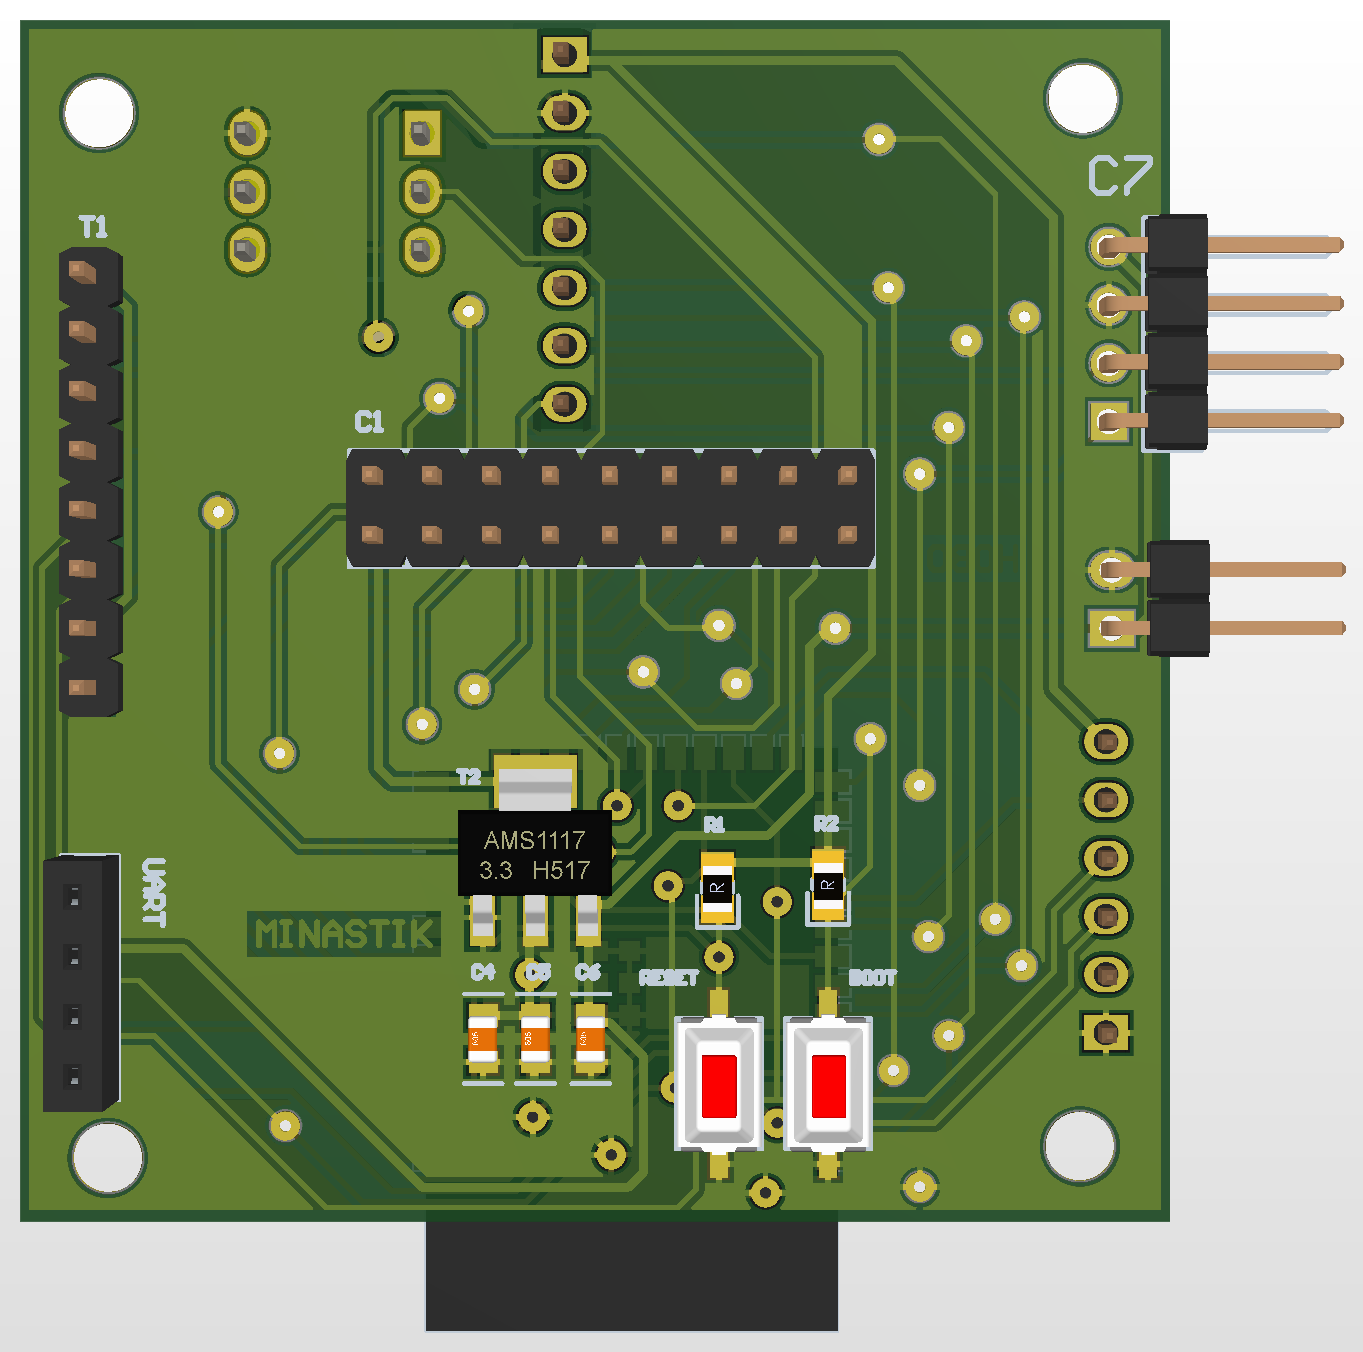 C7
T1
C1
T2
AMS1117
3.3 H517
R1
R2
R
R
UART
MINASTIK
C4
C5
C6
RESET
BOOT